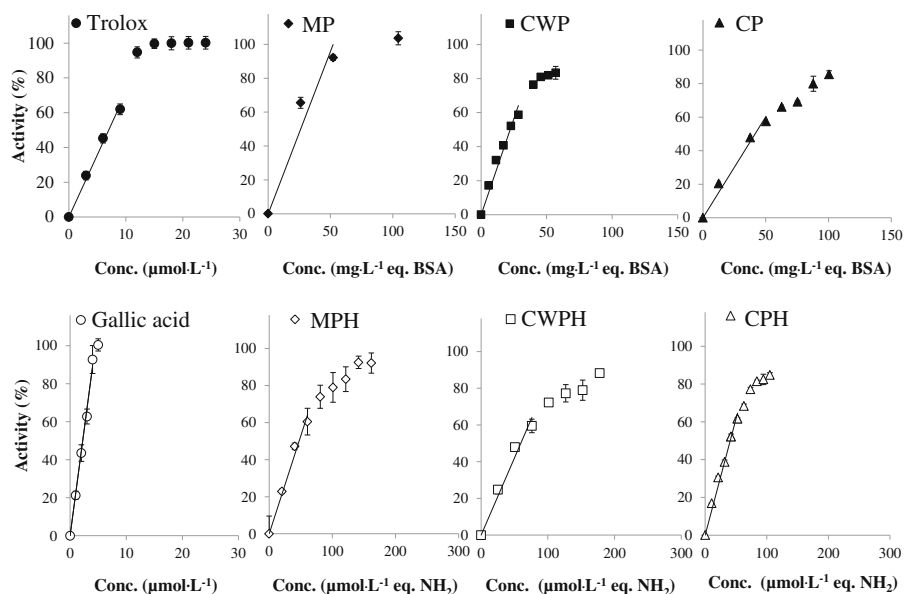 ● Trolox
◆ MP
■ CWP
▲ CP
Activity (%)
100
80
60
40
20
0
0 10 20 30
100
80
60
40
20
0
0 50 100 150
100
80
60
40
20
0
0 50 100 150
100
80
60
40
20
0
0 50 100 150
Conc. (µmol·L⁻¹)
Conc. (mg·L⁻¹ eq. BSA)
Conc. (mg·L⁻¹ eq. BSA)
Conc. (mg·L⁻¹ eq. BSA)
○ Gallic acid
◇ MPH
□ CWPH
△ CPH
Activity (%)
100
80
60
40
20
0
0 10 20 30
100
80
60
40
20
0
0 100 200 300
100
80
60
40
20
0
0 100 200 300
100
80
60
40
20
0
0 100 200 300
Conc. (µmol·L⁻¹)
Conc. (µmol·L⁻¹ eq. NH₂)
Conc. (µmol·L⁻¹ eq. NH₂)
Conc. (µmol·L⁻¹ eq. NH₂)